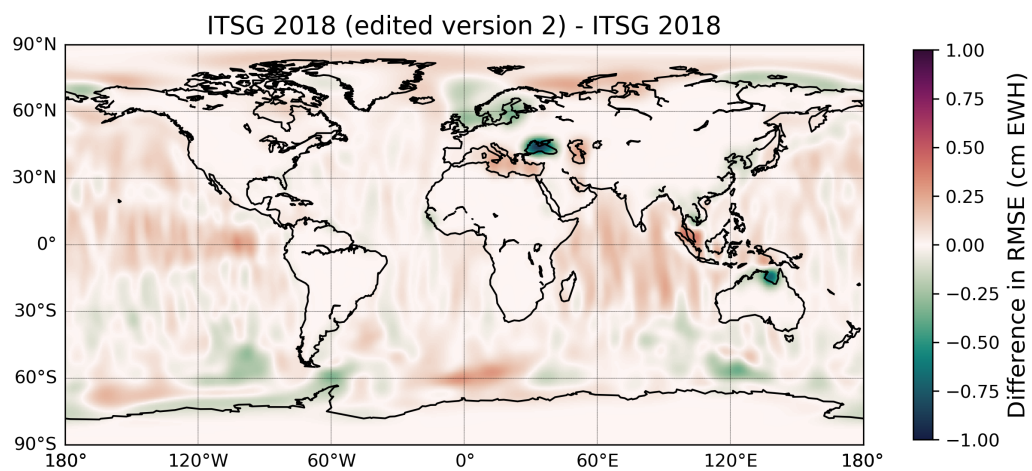 ITSG 2018 (edited version 2) - ITSG 2018
90°N
60°N
30°N
0°
30°S
60°S
90°S
180° 120°W 60°W 0° 60°E 120°E 180°
1.00
0.75
0.50
0.25
0.00
−0.25
−0.50
−0.75
−1.00
Difference in RMSE (cm EWH)